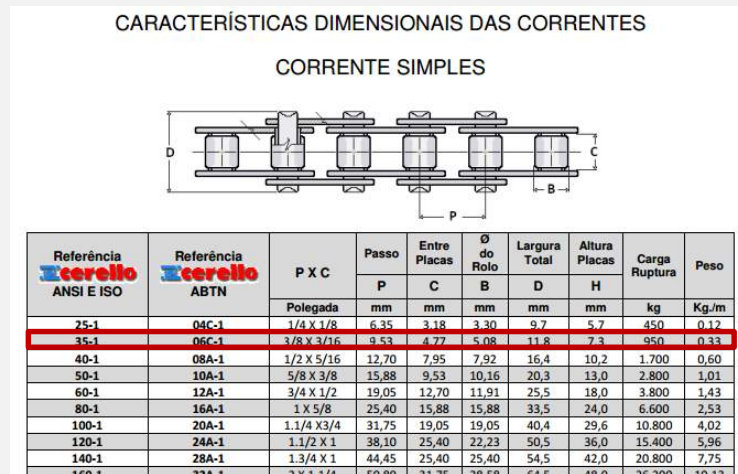 CARACTERÍSTICAS DIMENSIONAIS DAS CORRENTES
CORRENTE SIMPLES
D
C
B
P
Referência cerello ANSI E ISO
Referência cerello ABTN
P X C
Passo
Entre Placas
Ø do Rolo
Largura Total
Altura Placas
Carga Ruptura
Peso
P C B D H
Polegada mm mm mm mm mm kg Kg./m
25-1 04C-1 1/4 X 1/8 6.35 3.18 3.30 9.7 5.7 450 0.12
35-1 06C-1 3/8 X 3/16 9.53 4.77 5.08 11.8 7.3 950 0.33
40-1 08A-1 1/2 X 5/16 12,70 7,95 7,92 16,4 10,2 1.700 0,60
50-1 10A-1 5/8 X 3/8 15,88 9,53 10,16 20,3 13,0 2.800 1,01
60-1 12A-1 3/4 X 1/2 19,05 12,70 11,91 25,5 18,0 3.800 1,43
80-1 16A-1 1 X 5/8 25,40 15,88 15,88 33,5 24,0 6.600 2,53
100-1 20A-1 1.1/4 X3/4 31,75 19,05 19,05 40,4 29,6 10.800 4,02
120-1 24A-1 1.1/2 X 1 38,10 25,40 22,23 50,5 36,0 15.400 5,96
140-1 28A-1 1.3/4 X 1 44,45 25,40 25,40 54,5 42,0 20.800 7,75